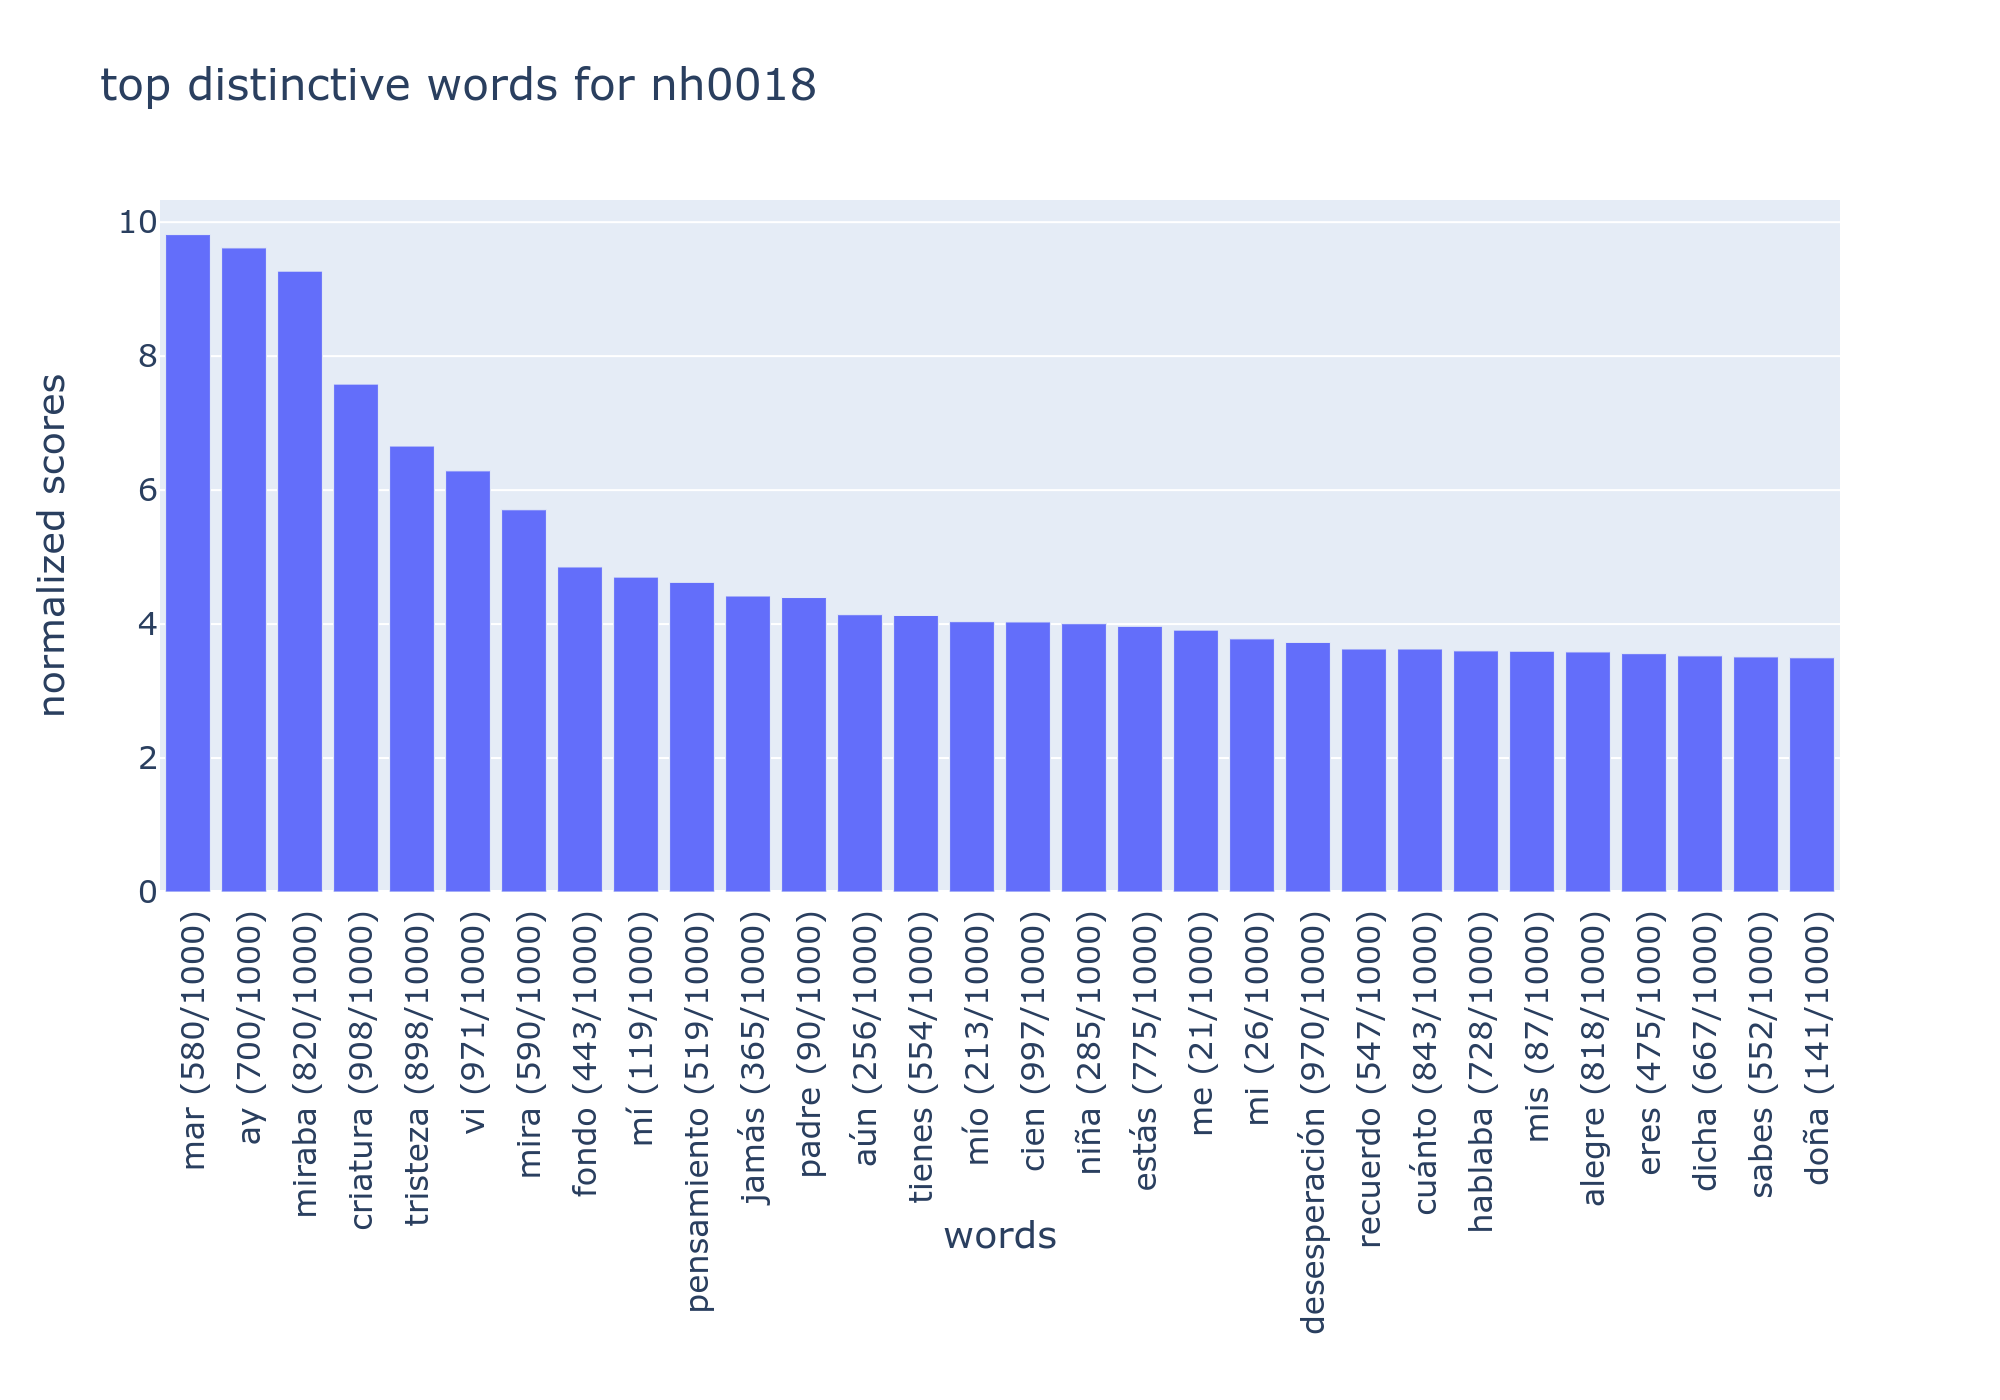 top distinctive words for nh0018
normalized scores
10
8
6
4
2
0
mar (580/1000)
ay (700/1000)
miraba (820/1000)
criatura (908/1000)
tristeza (898/1000)
vi (971/1000)
mira (590/1000)
fondo (443/1000)
mí (119/1000)
pensamiento (519/1000)
jamás (365/1000)
padre (90/1000)
aún (256/1000)
tienes (554/1000)
mío (213/1000)
cien (997/1000)
niña (285/1000)
estás (775/1000)
me (21/1000)
mi (26/1000)
desesperación (970/1000)
recuerdo (547/1000)
cuánto (843/1000)
hablaba (728/1000)
mis (87/1000)
alegre (818/1000)
eres (475/1000)
dicha (667/1000)
sabes (552/1000)
doña (141/1000)
words